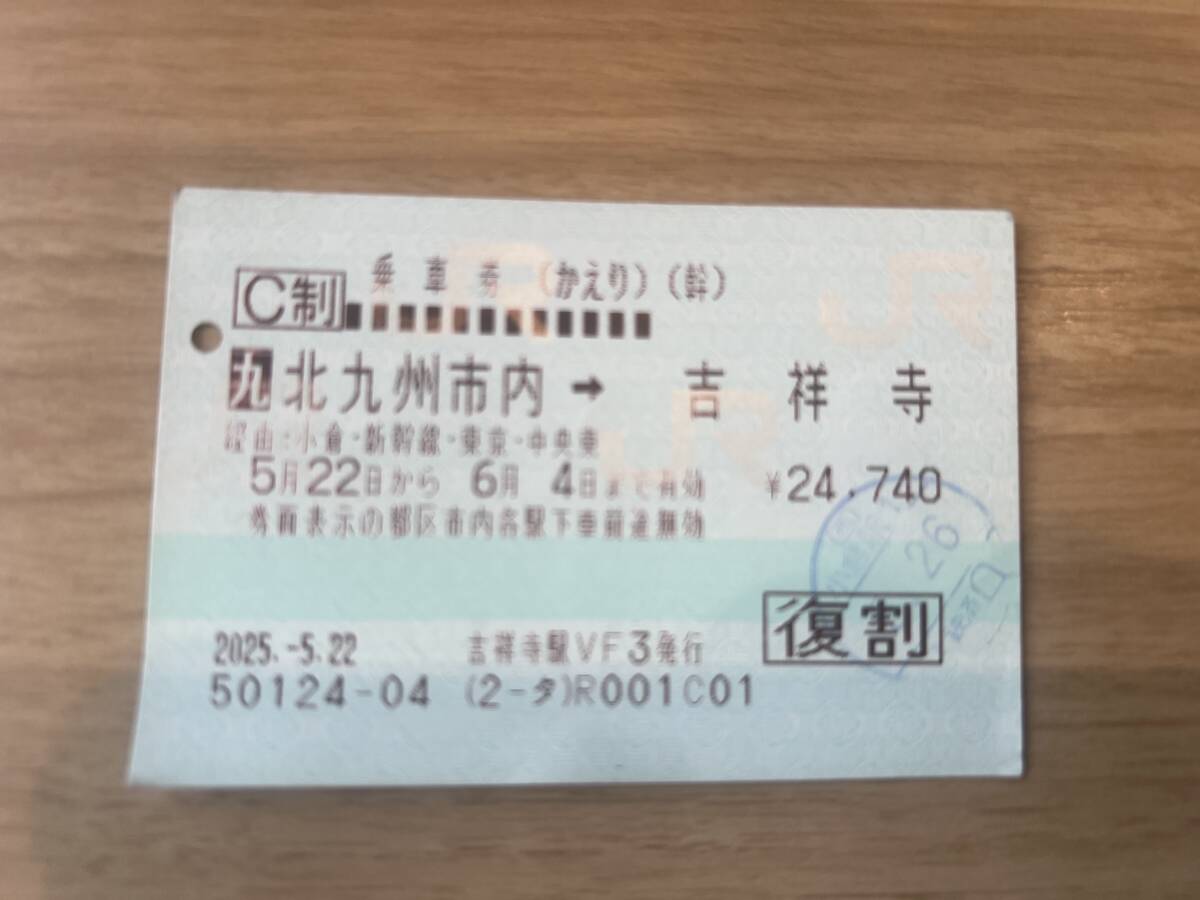 C制 乗車券 (かえり) (幹)
九 北九州市内 → 吉祥寺
経由:小倉・新幹線・東京・中央東
5月22日から 6月 4日まで有効 ¥24,740
券面表示の都区市内各駅下車前途無効
26
復割
2025.-5.22 吉祥寺駅VF3発行
50124-04 (2-タ)R001C01